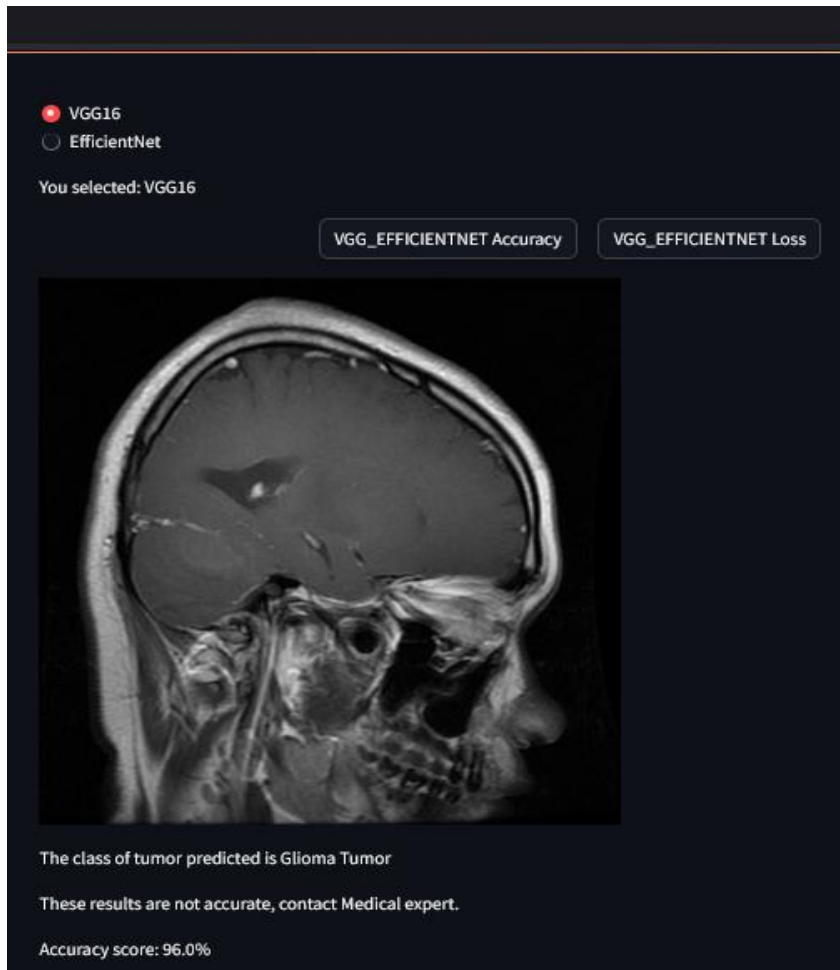 VGG16
EfficientNet
You selected: VGG16
VGG_EFFICIENTNET Accuracy
VGG_EFFICIENTNET Loss
The class of tumor predicted is Glioma Tumor
These results are not accurate, contact Medical expert.
Accuracy score: 96.0%